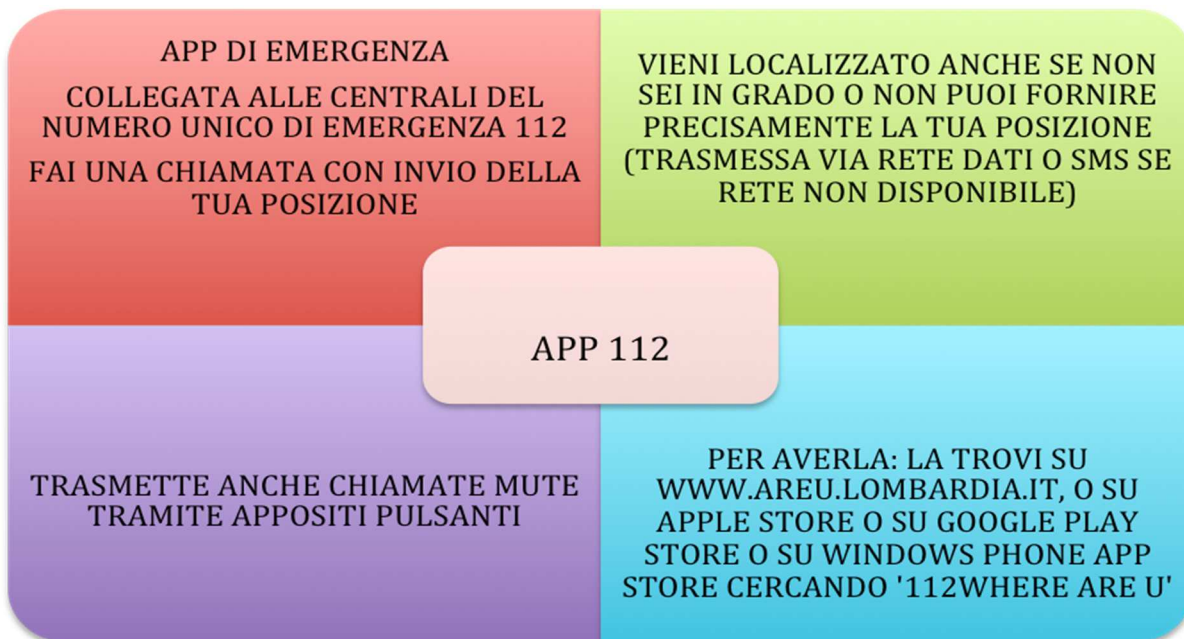 APP DI EMERGENZA
COLLEGATA ALLE CENTRALI DEL
NUMERO UNICO DI EMERGENZA 112
FAI UNA CHIAMATA CON INVIO DELLA
TUA POSIZIONE
VIENI LOCALIZZATO ANCHE SE NON
SEI IN GRADO O NON PUOI FORNIRE
PRECISAMENTE LA TUA POSIZIONE
(TRASMESSA VIA RETE DATI O SMS SE
RETE NON DISPONIBILE)
APP 112
TRASMETTE ANCHE CHIAMATE MUTE
TRAMITE APPOSITI PULSANTI
PER AVERLA: LA TROVI SU
WWW.AREU.LOMBARDIA.IT, O SU
APPLE STORE O SU GOOGLE PLAY
STORE O SU WINDOWS PHONE APP
STORE CERCANDO '112WHERE ARE U'